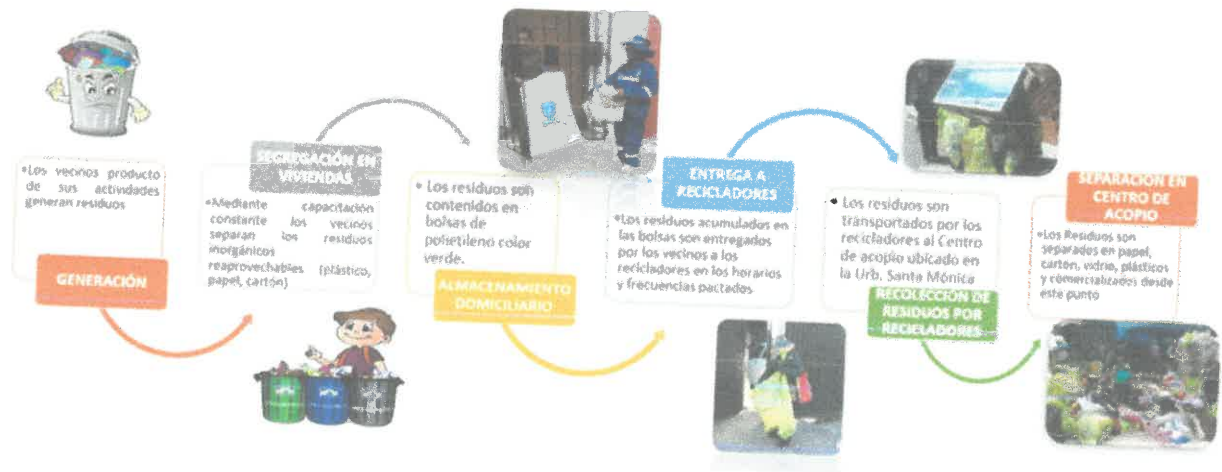 •Los vecinos producto
de sus actividades
generan residuos
GENERACIÓN
SEGREGACIÓN EN
VIVIENDAS
•Mediante capacitación
constante los vecinos
separan los residuos
inorgánicos
reaprovechables (plástico,
papel, cartón)
• Los residuos son
contenidos en
bolsas de
polietileno color
verde.
ALMACENAMIENTO
DOMICILIARIO
ENTREGA A
RECICLADORES
•Los residuos acumulados en
las bolsas son entregados
por los vecinos a los
recicladores en los horarios
y frecuencias pactados
• Los residuos son
transportados por los
recicladores al Centro
de acopio ubicado en
la Urb. Santa Mónica
RECOLECCIÓN DE
RESIDUOS POR
RECICLADORES
SEPARACIÓN EN
CENTRO DE
ACOPIO
•Los Residuos son
separados en papel,
cartón, vidrio, plásticos
y comercializados desde
este punto